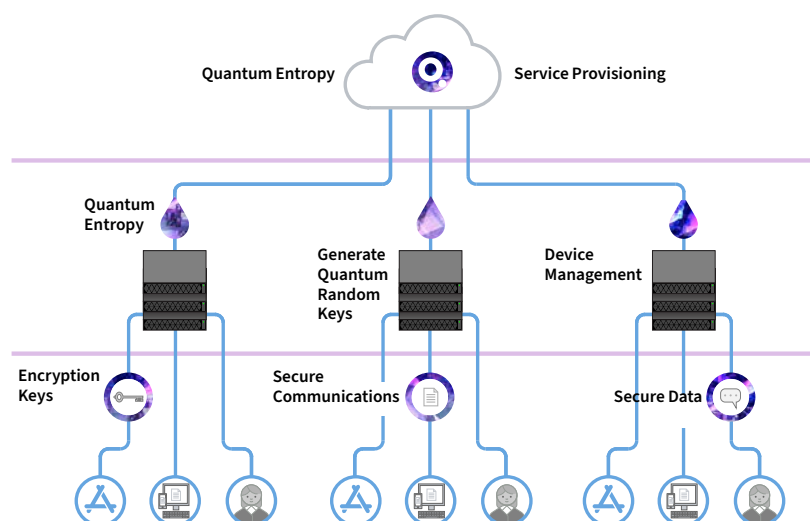 Quantum Entropy
Service Provisioning
Quantum
Entropy
Generate
Quantum
Random
Keys
Device
Management
Encryption
Keys
Secure
Communications
Secure Data